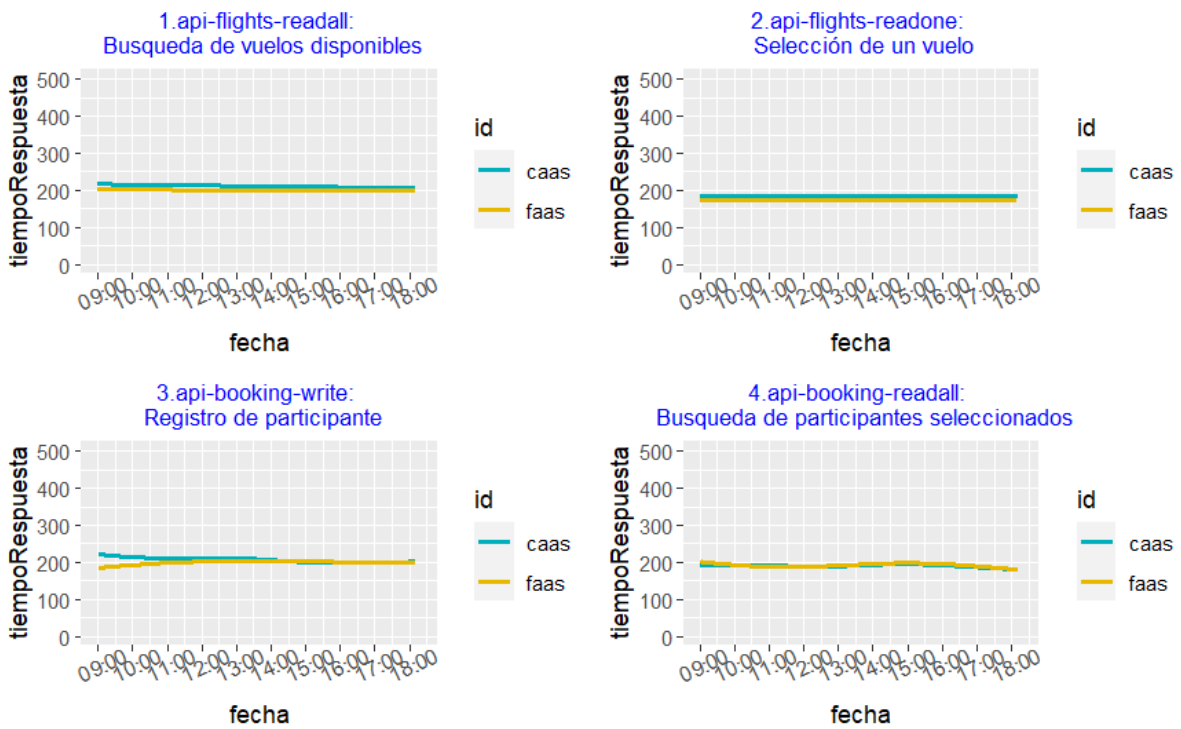 1.api-flights-readall:
Busqueda de vuelos disponibles
tiempoRespuesta
500
400
300
200
100
0
09:00 10:00 11:00 12:00 13:00 14:00 15:00 16:00 17:00 18:00
fecha
id
caas
faas
2.api-flights-readone:
Selección de un vuelo
tiempoRespuesta
500
400
300
200
100
0
09:00 10:00 11:00 12:00 13:00 14:00 15:00 16:00 17:00 18:00
fecha
id
caas
faas
3.api-booking-write:
Registro de participante
tiempoRespuesta
500
400
300
200
100
0
09:00 10:00 11:00 12:00 13:00 14:00 15:00 16:00 17:00 18:00
fecha
id
caas
faas
4.api-booking-readall:
Busqueda de participantes seleccionados
tiempoRespuesta
500
400
300
200
100
0
09:00 10:00 11:00 12:00 13:00 14:00 15:00 16:00 17:00 18:00
fecha
id
caas
faas